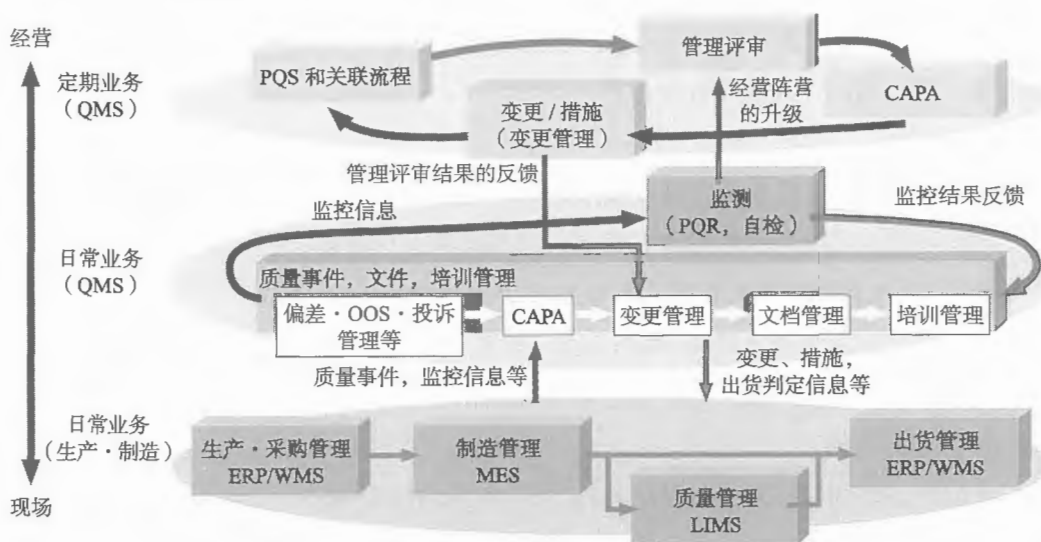 经营
定期业务
（QMS）
日常业务
（QMS）
日常业务
（生产·制造）
现场
PQS 和关联流程
管理评审
CAPA
变更 / 措施
（变更管理）
经营阵营
的升级
管理评审结果的反馈
监控信息
监测
（PQR，自检）
监控结果反馈
质量事件，文件，培训管理
偏差·OOS·投诉
管理等
CAPA
变更管理
文档管理
培训管理
质量事件，监控信息等
变更、措施，
出货判定信息等
生产·采购管理
ERP/WMS
制造管理
MES
质量管理
LIMS
出货管理
ERP/WMS